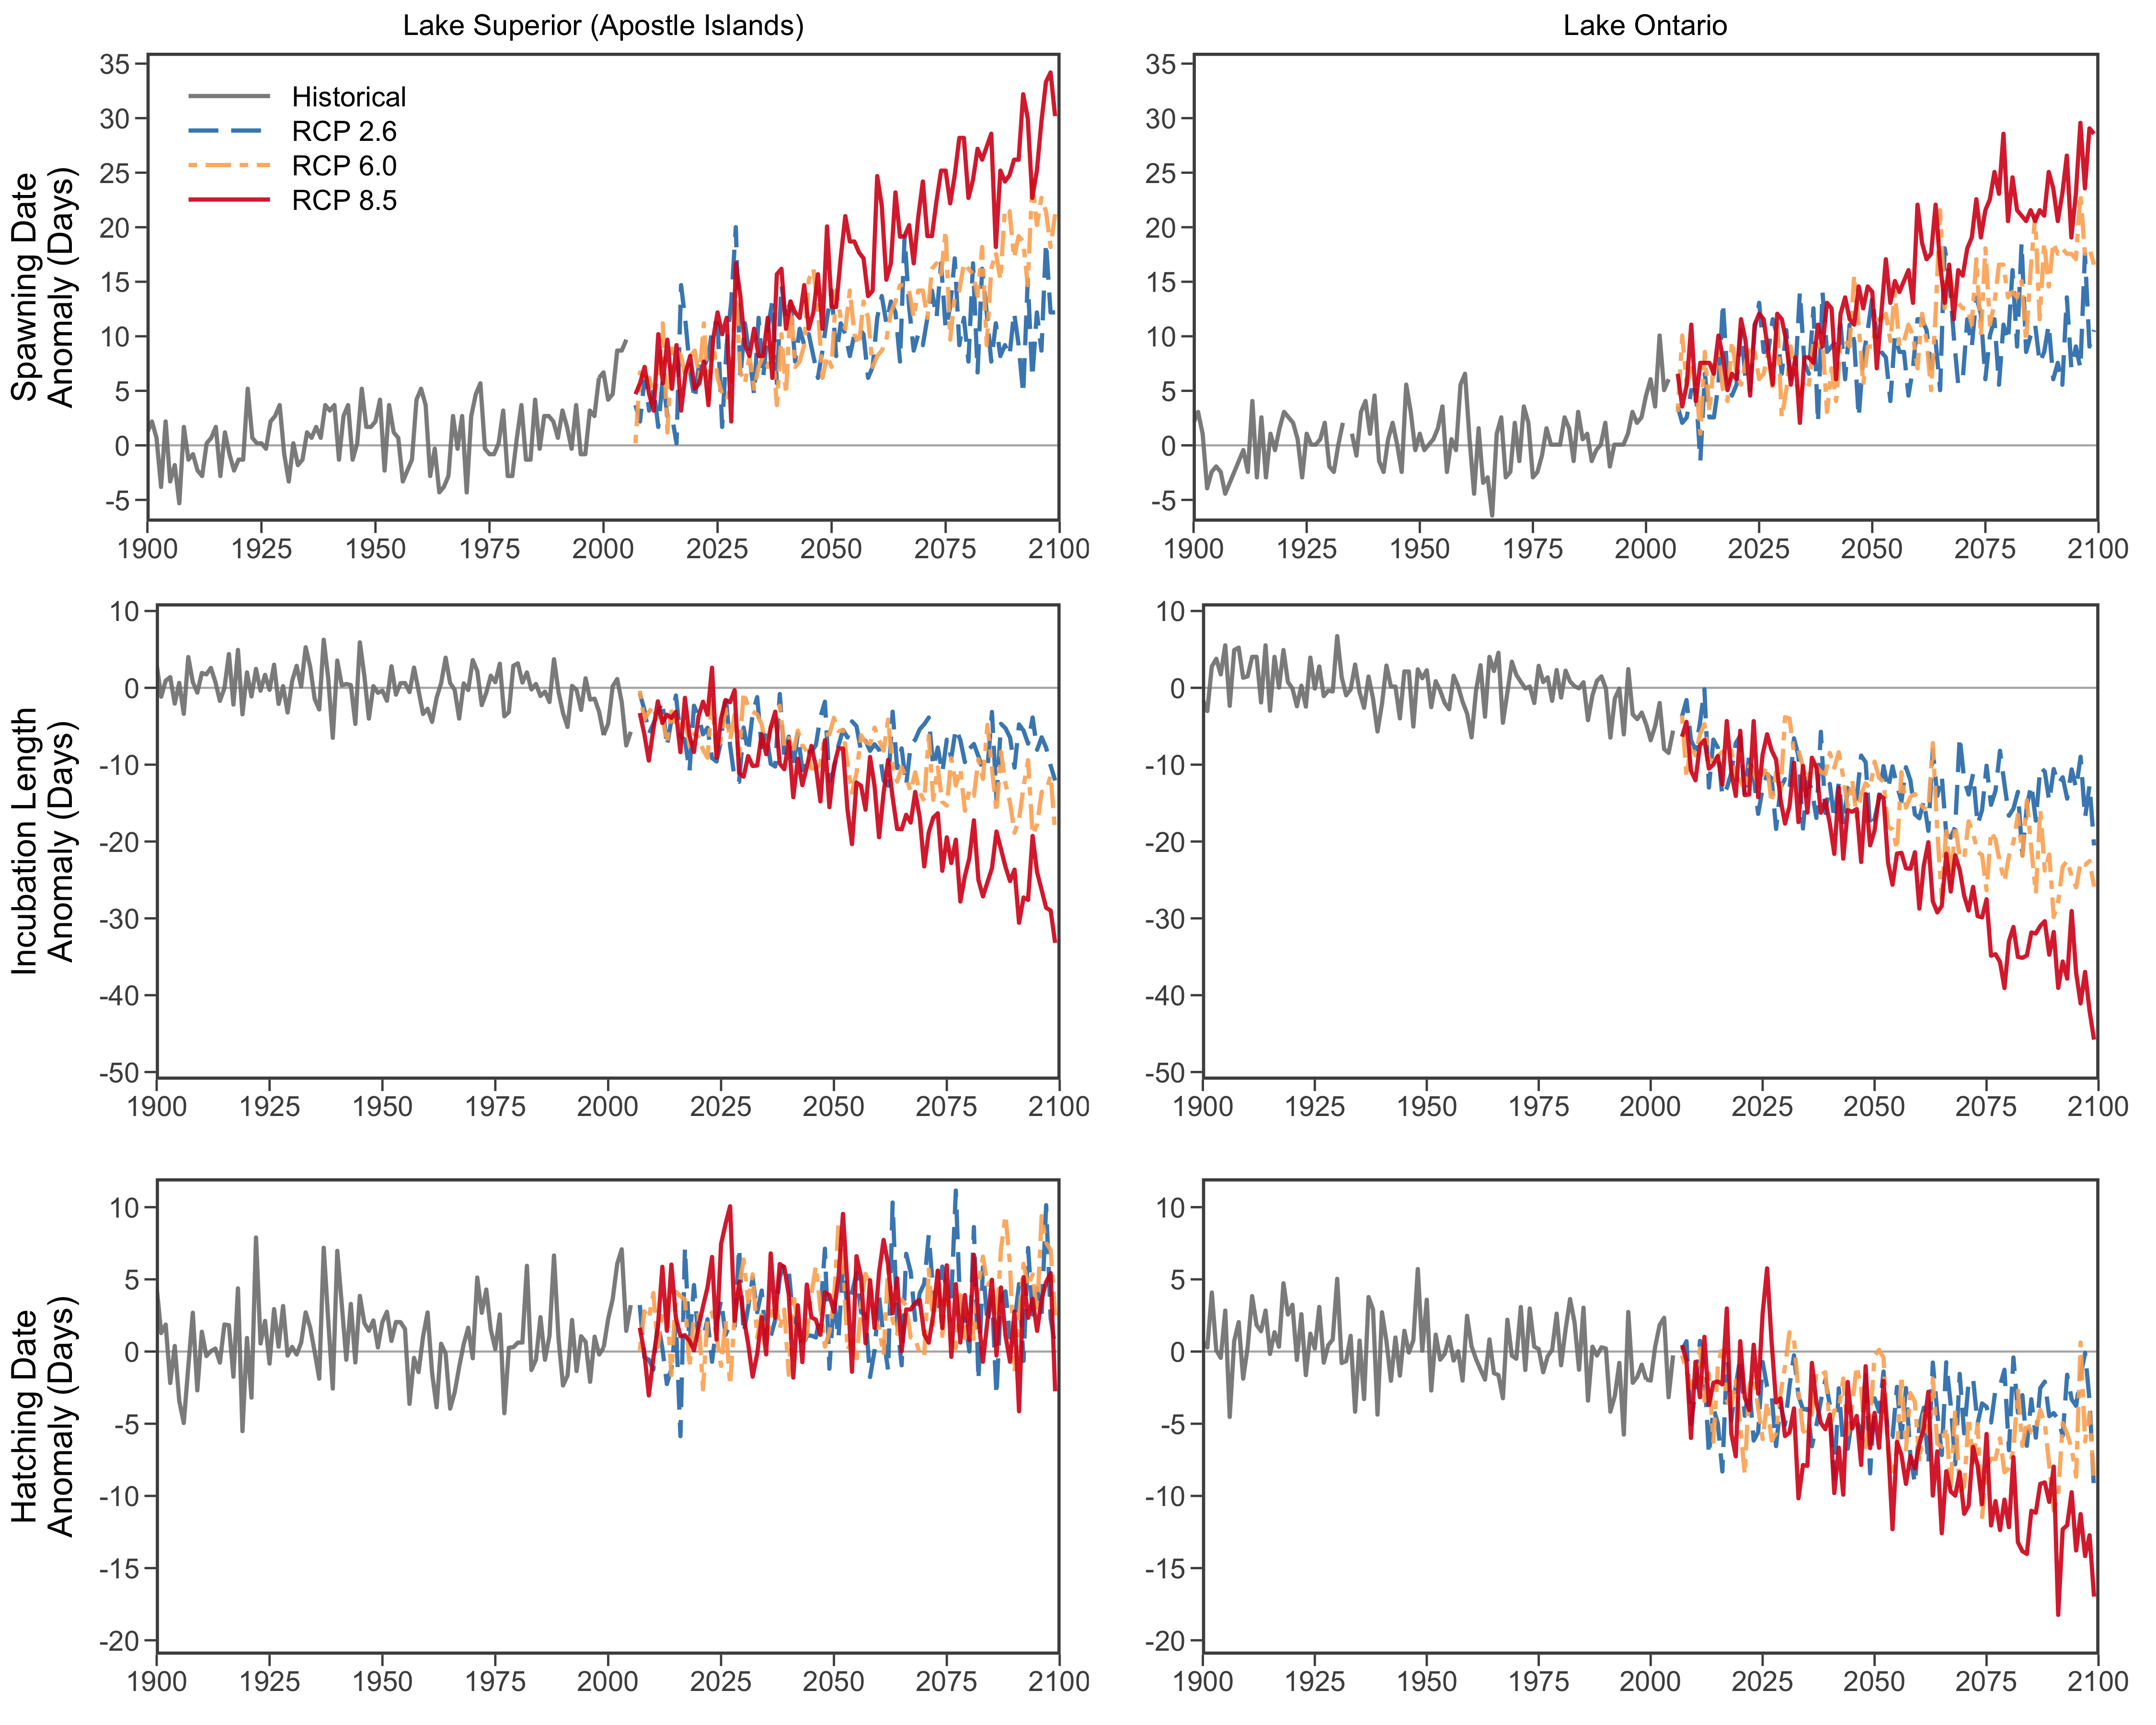 Lake Superior (Apostle Islands)
Lake Ontario
Spawning Date
Anomaly (Days)
35
30
25
20
15
10
5
0
-5
Historical
RCP 2.6
RCP 6.0
RCP 8.5
1900 1925 1950 1975 2000 2025 2050 2075 2100
35
30
25
20
15
10
5
0
-5
1900 1925 1950 1975 2000 2025 2050 2075 2100
Incubation Length
Anomaly (Days)
10
0
-10
-20
-30
-40
-50
1900 1925 1950 1975 2000 2025 2050 2075 2100
10
0
-10
-20
-30
-40
-50
1900 1925 1950 1975 2000 2025 2050 2075 2100
Hatching Date
Anomaly (Days)
10
5
0
-5
-10
-15
-20
1900 1925 1950 1975 2000 2025 2050 2075 2100
10
5
0
-5
-10
-15
-20
1900 1925 1950 1975 2000 2025 2050 2075 2100